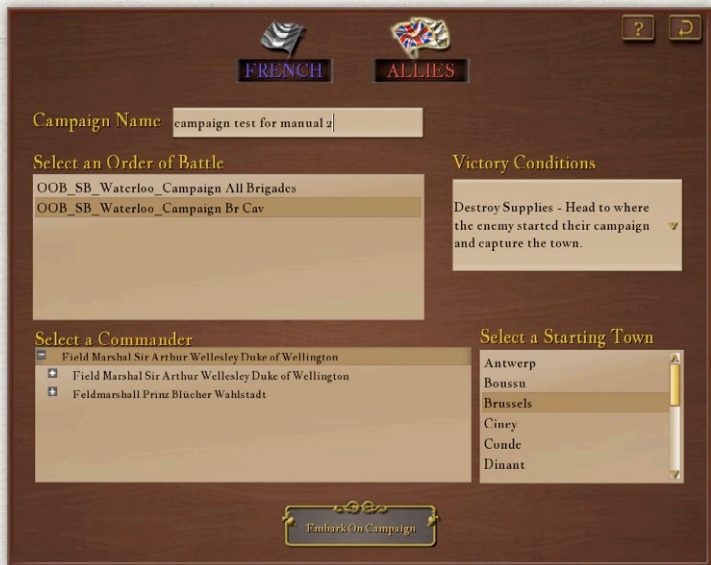 ?
FRENCH
ALLIES
Campaign Name
campaign test for manual 2
Select an Order of Battle
OOB_SB_Waterloo_Campaign All Brigades
OOB_SB_Waterloo_Campaign Br Cav
Victory Conditions
Destroy Supplies - Head to where
the enemy started their campaign
and capture the town.
Select a Commander
Field Marshal Sir Arthur Wellesley Duke of Wellington
Field Marshal Sir Arthur Wellesley Duke of Wellington
Feldmarshall Prinz Blücher Wahlstadt
Select a Starting Town
Antwerp
Boussu
Brussels
Ciney
Conde
Dinant
Embark On Campaign